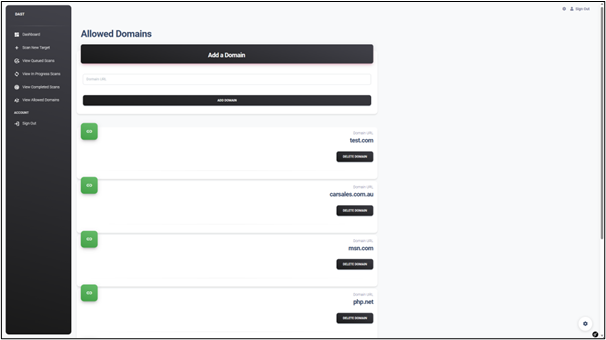 DAST
Sign Out
Dashboard
Scan New Target
View Queued Scans
View In Progress Scans
View Completed Scans
View Allowed Domains
ACCOUNT
Sign Out
Allowed Domains
Add a Domain
Domain URL
ADD DOMAIN
Domain URL
test.com
DELETE DOMAIN
Domain URL
carsales.com.au
DELETE DOMAIN
Domain URL
msn.com
DELETE DOMAIN
Domain URL
php.net
DELETE DOMAIN